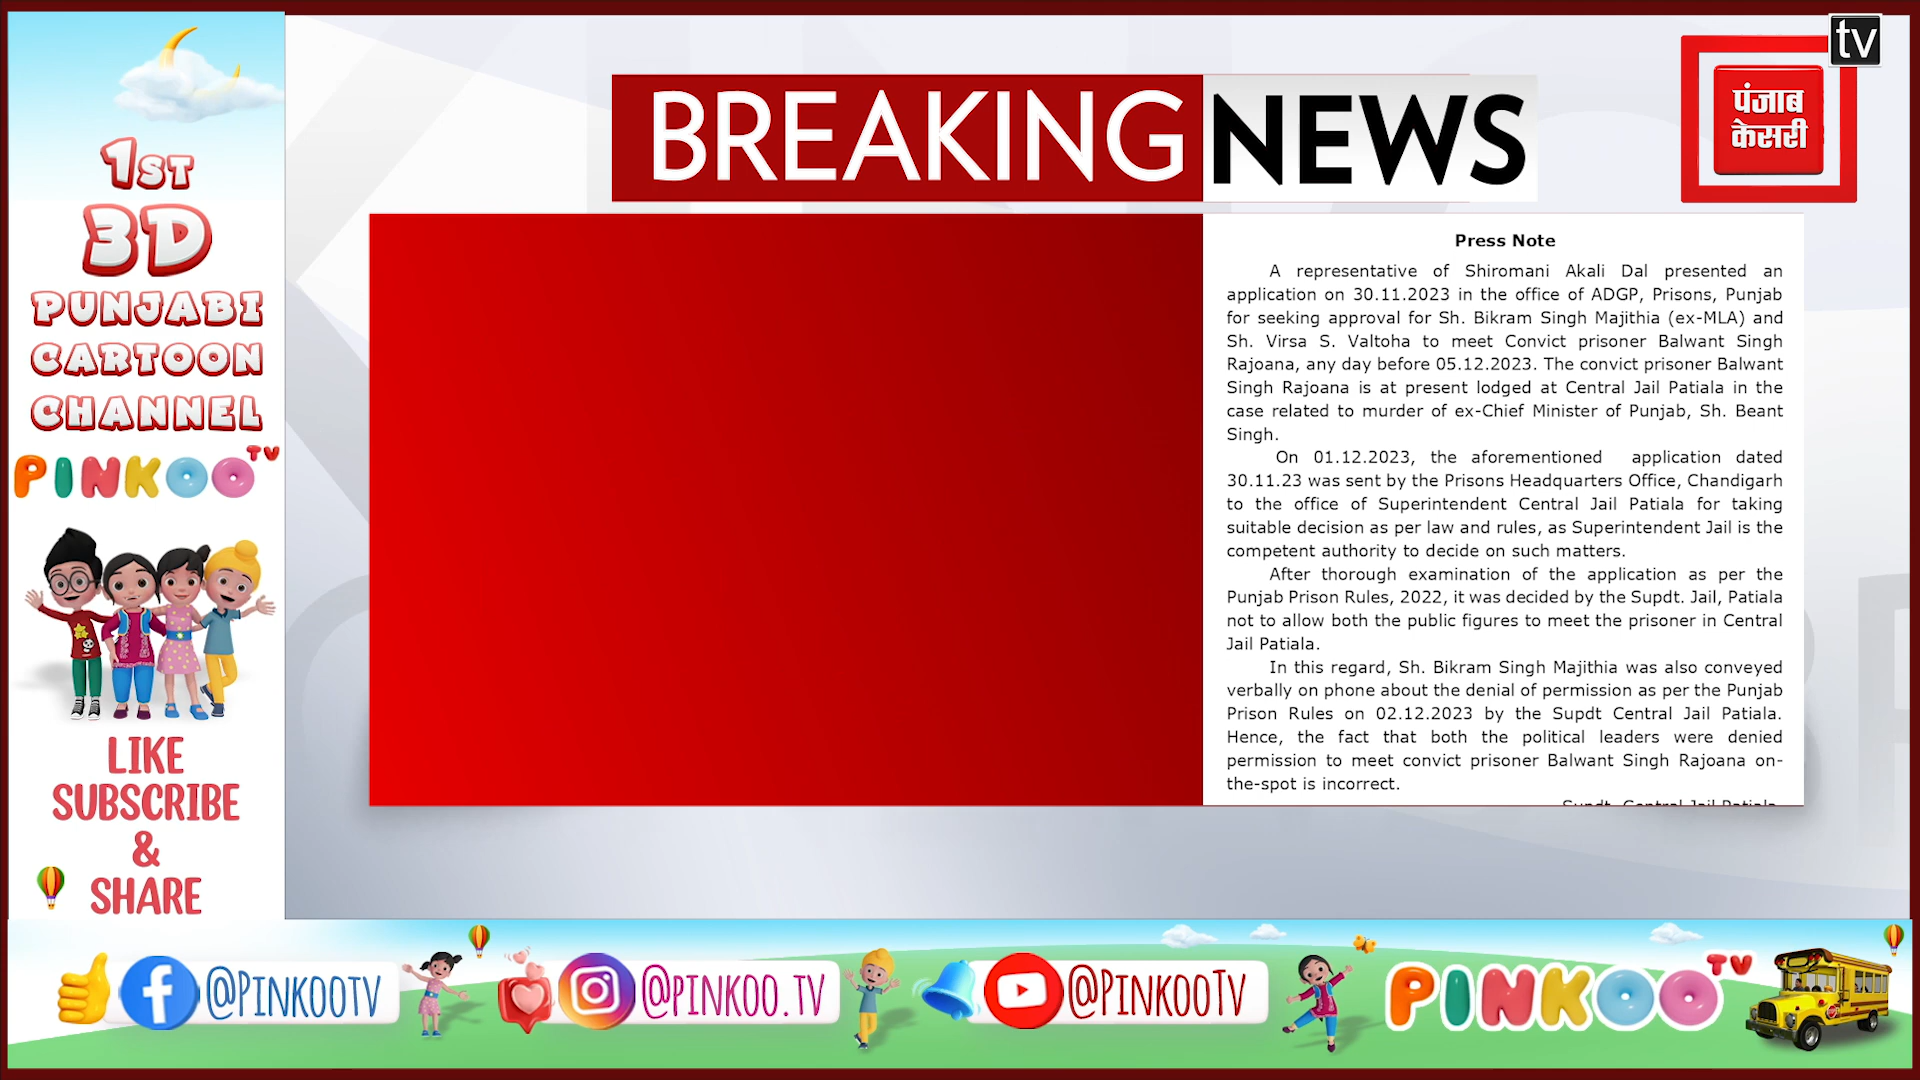 1ST
3D
PUNJABI
CARTOON
CHANNEL
PINKOO TV
LIKE
SUBSCRIBE
&
SHARE
BREAKING NEWS
tv
पंजाब
केसरी
Press Note
A representative of Shiromani Akali Dal presented an
application on 30.11.2023 in the office of ADGP, Prisons, Punjab
for seeking approval for Sh. Bikram Singh Majithia (ex-MLA) and
Sh. Virsa S. Valtoha to meet Convict prisoner Balwant Singh
Rajoana, any day before 05.12.2023. The convict prisoner Balwant
Singh Rajoana is at present lodged at Central Jail Patiala in the
case related to murder of ex-Chief Minister of Punjab, Sh. Beant
Singh.
On 01.12.2023, the aforementioned application dated
30.11.23 was sent by the Prisons Headquarters Office, Chandigarh
to the office of Superintendent Central Jail Patiala for taking
suitable decision as per law and rules, as Superintendent Jail is the
competent authority to decide on such matters.
After thorough examination of the application as per the
Punjab Prison Rules, 2022, it was decided by the Supdt. Jail, Patiala
not to allow both the public figures to meet the prisoner in Central
Jail Patiala.
In this regard, Sh. Bikram Singh Majithia was also conveyed
verbally on phone about the denial of permission as per the Punjab
Prison Rules on 02.12.2023 by the Supdt Central Jail Patiala.
Hence, the fact that both the political leaders were denied
permission to meet convict prisoner Balwant Singh Rajoana on-
the-spot is incorrect.
Supdt. Central Jail Patiala
@PINKOOTV
@PINKOO.TV
@PINKOOTV
PINKOO TV